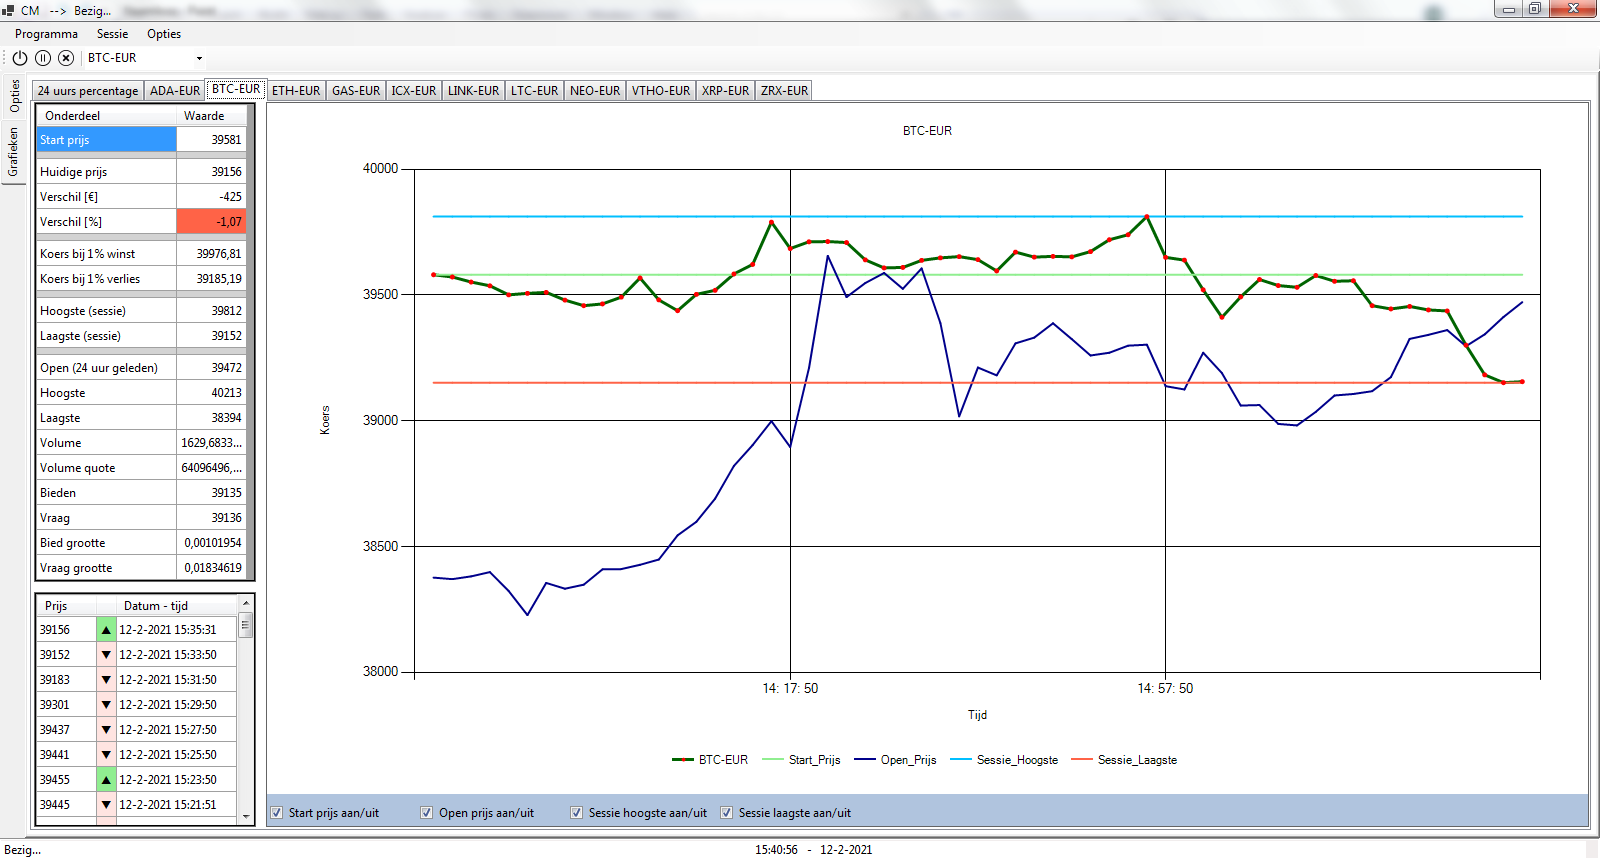 CM --> Bezig...
Programma Sessie Opties
BTC-EUR
Opties
Grafieken
24 uurs percentage ADA-EUR BTC-EUR ETH-EUR GAS-EUR ICX-EUR LINK-EUR LTC-EUR NEO-EUR VTHO-EUR XRP-EUR ZRX-EUR
Onderdeel Waarde
Start prijs 39581
Huidige prijs 39156
Verschil [€] -425
Verschil [%] -1,07
Koers bij 1% winst 39976,81
Koers bij 1% verlies 39185,19
Hoogste (sessie) 39812
Laagste (sessie) 39152
Open (24 uur geleden) 39472
Hoogste 40213
Laagste 38394
Volume 1629,6833...
Volume quote 64096496,...
Bieden 39135
Vraag 39136
Bied grootte 0,00101954
Vraag grootte 0,01834619
Prijs Datum - tijd
39156 ▲ 12-2-2021 15:35:31
39152 ▼ 12-2-2021 15:33:50
39183 ▼ 12-2-2021 15:31:50
39301 ▼ 12-2-2021 15:29:50
39437 ▼ 12-2-2021 15:27:50
39441 ▼ 12-2-2021 15:25:50
39455 ▲ 12-2-2021 15:23:50
39445 ▼ 12-2-2021 15:21:51
BTC-EUR
40000
39500
39000
38500
38000
Koers
14: 17: 50 14: 57: 50
Tijd
BTC-EUR Start_Prijs Open_Prijs Sessie_Hoogste Sessie_Laagste
Start prijs aan/uit Open prijs aan/uit Sessie hoogste aan/uit Sessie laagste aan/uit
Bezig... 15:40:56 - 12-2-2021